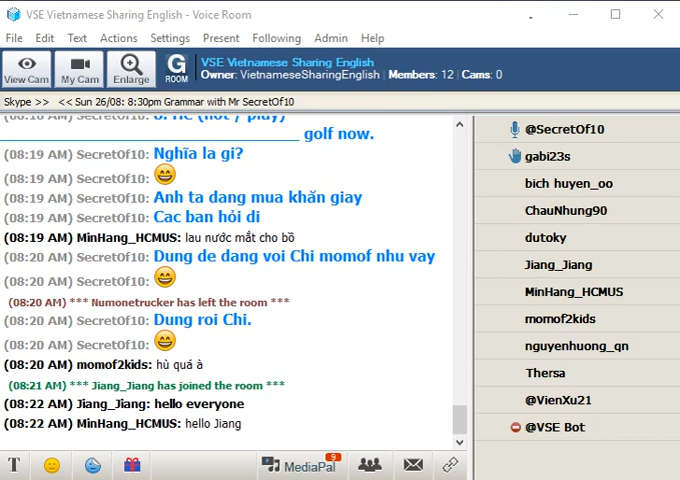 VSE Vietnamese Sharing English - Voice Room
File Edit Text Actions Settings Present Following Admin Help
View Cam
My Cam
Enlarge
G
ROOM
VSE Vietnamese Sharing English
Owner: VietnameseSharingEnglish | Members: 12 | Cams: 0
Skype >> << Sun 26/08: 8:30pm Grammar with Mr SecretOf10
golf now.
(08:19 AM) SecretOf10: Nghĩa la gi?
(08:19 AM) SecretOf10:
(08:19 AM) SecretOf10: Anh ta dang mua khăn giay
(08:19 AM) SecretOf10: Cac ban hỏi di
(08:19 AM) MinHang_HCMUS: lau nước mắt cho bồ
(08:20 AM) SecretOf10: Dung de dang voi Chi momof nhu vay
(08:20 AM) SecretOf10:
(08:20 AM) *** Numonetrucker has left the room ***
(08:20 AM) SecretOf10: Dung roi Chi.
(08:20 AM) SecretOf10:
(08:20 AM) momof2kids: hù quá à
(08:21 AM) *** Jiang_Jiang has joined the room ***
(08:22 AM) Jiang_Jiang: hello everyone
(08:22 AM) MinHang_HCMUS: hello Jiang
@SecretOf10
gabi23s
bich huyen_oo
ChauNhung90
dutoky
Jiang_Jiang
MinHang_HCMUS
momof2kids
nguyenhuong_qn
Thersa
@VienXu21
@VSE Bot
T
MediaPal
9